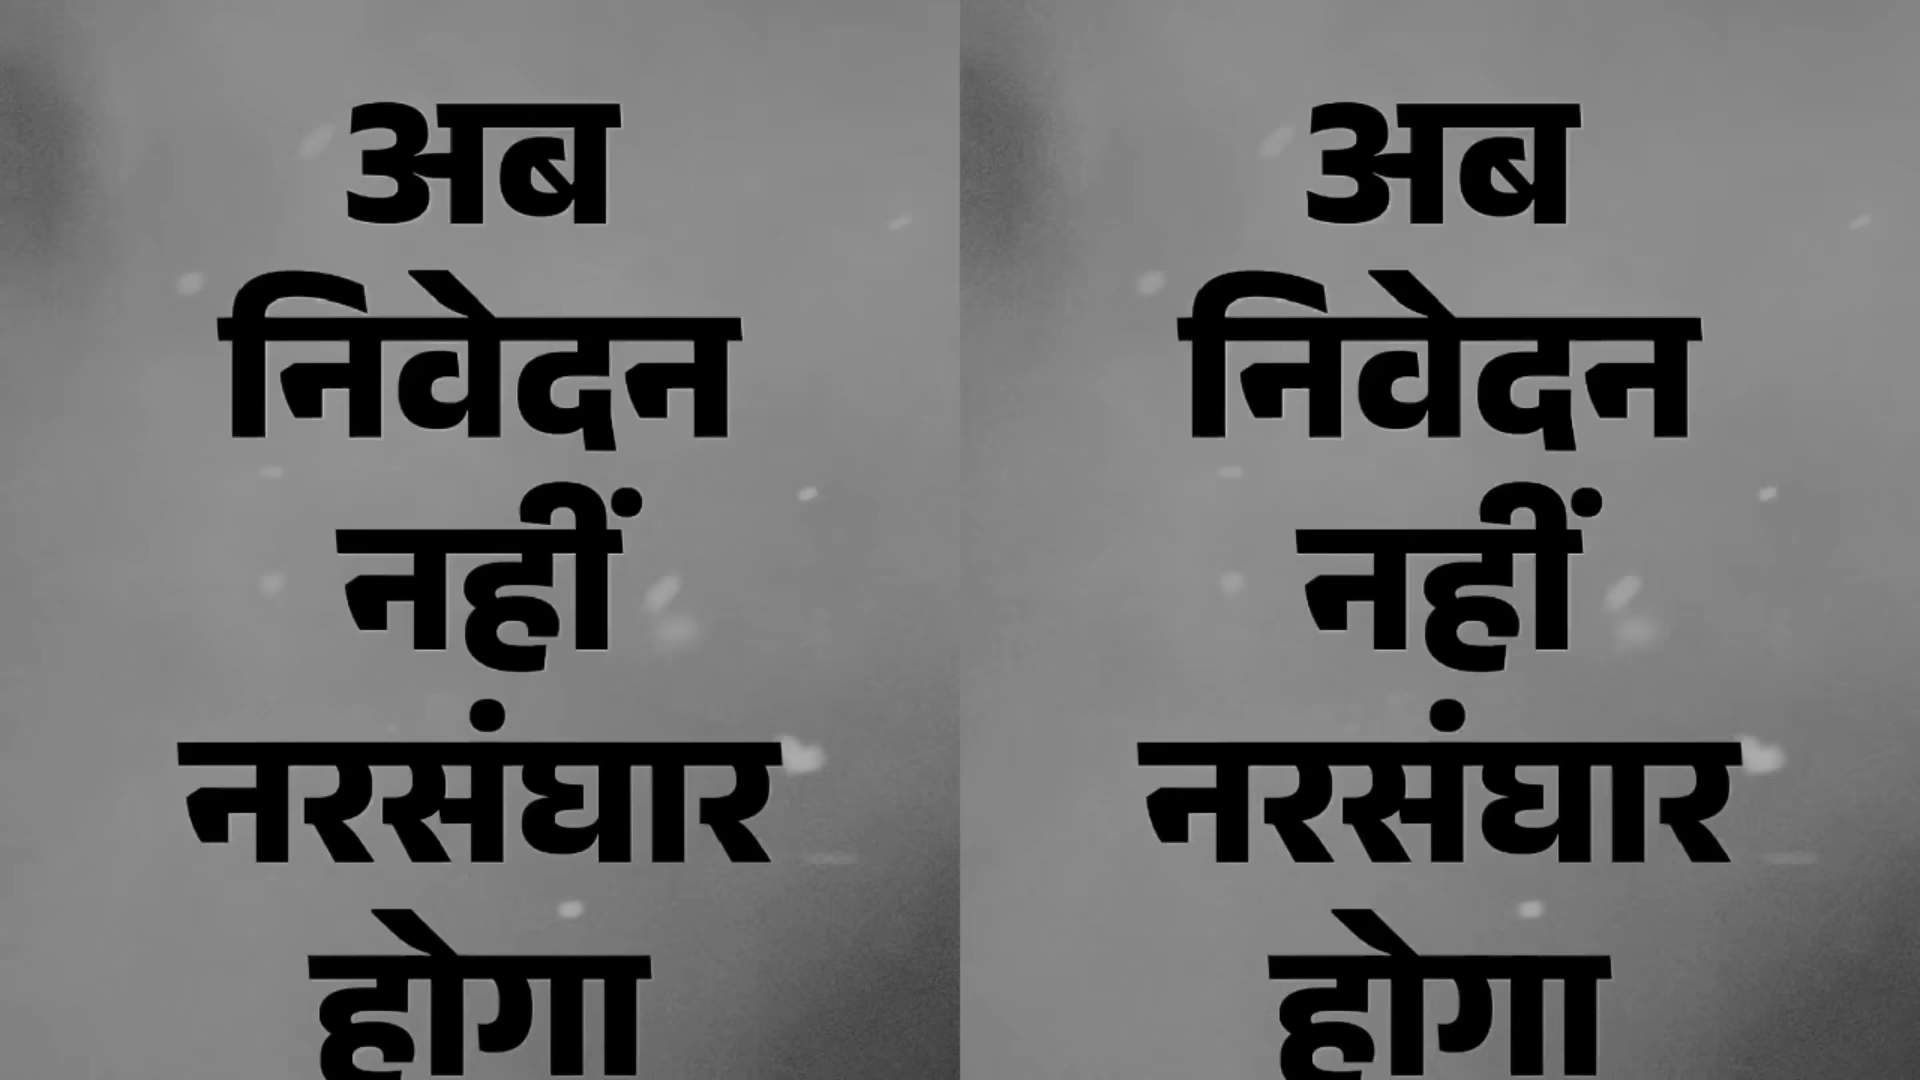 अब
निवेदन
नहीं
नरसंघार
होगा
अब
निवेदन
नहीं
नरसंघार
होगा